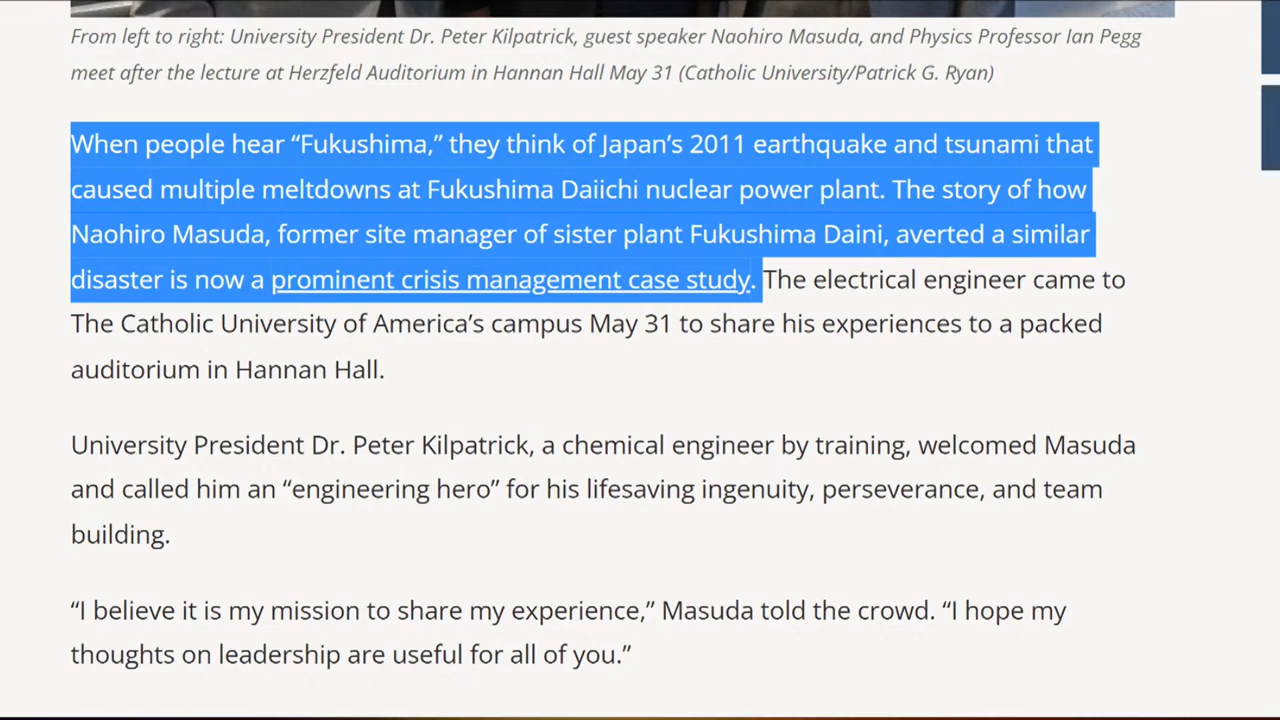 From left to right: University President Dr. Peter Kilpatrick, guest speaker Naohiro Masuda, and Physics Professor Ian Pegg
meet after the lecture at Herzfeld Auditorium in Hannan Hall May 31 (Catholic University/Patrick G. Ryan)
When people hear “Fukushima,” they think of Japan’s 2011 earthquake and tsunami that
caused multiple meltdowns at Fukushima Daiichi nuclear power plant. The story of how
Naohiro Masuda, former site manager of sister plant Fukushima Daini, averted a similar
disaster is now a prominent crisis management case study. The electrical engineer came to
The Catholic University of America’s campus May 31 to share his experiences to a packed
auditorium in Hannan Hall.
University President Dr. Peter Kilpatrick, a chemical engineer by training, welcomed Masuda
and called him an “engineering hero” for his lifesaving ingenuity, perseverance, and team
building.
“I believe it is my mission to share my experience,” Masuda told the crowd. “I hope my
thoughts on leadership are useful for all of you.”